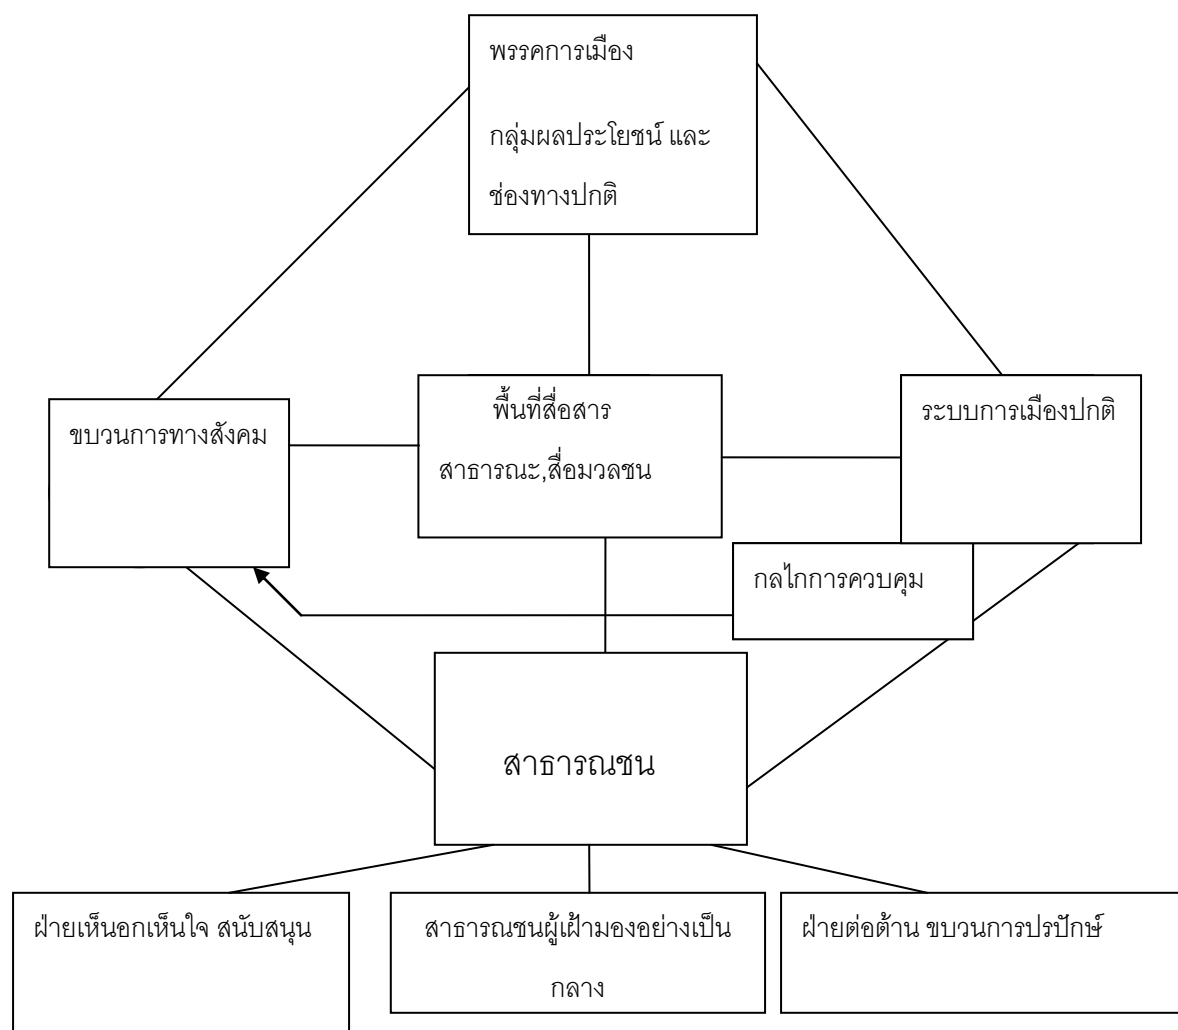 พรรคการเมือง
กลุ่มผลประโยชน์ และ
ช่องทางปกติ
พื้นที่สื่อสาร
สาธารณะ,สื่อมวลชน
ระบบการเมืองปกติ
ขบวนการทางสังคม
กลไกการควบคุม
สาธารณชน
ฝ่ายเห็นอกเห็นใจ สนับสนุน
สาธารณชนผู้เฝ้ามองอย่างเป็น
กลาง
ฝ่ายต่อต้าน ขบวนการปรปักษ์